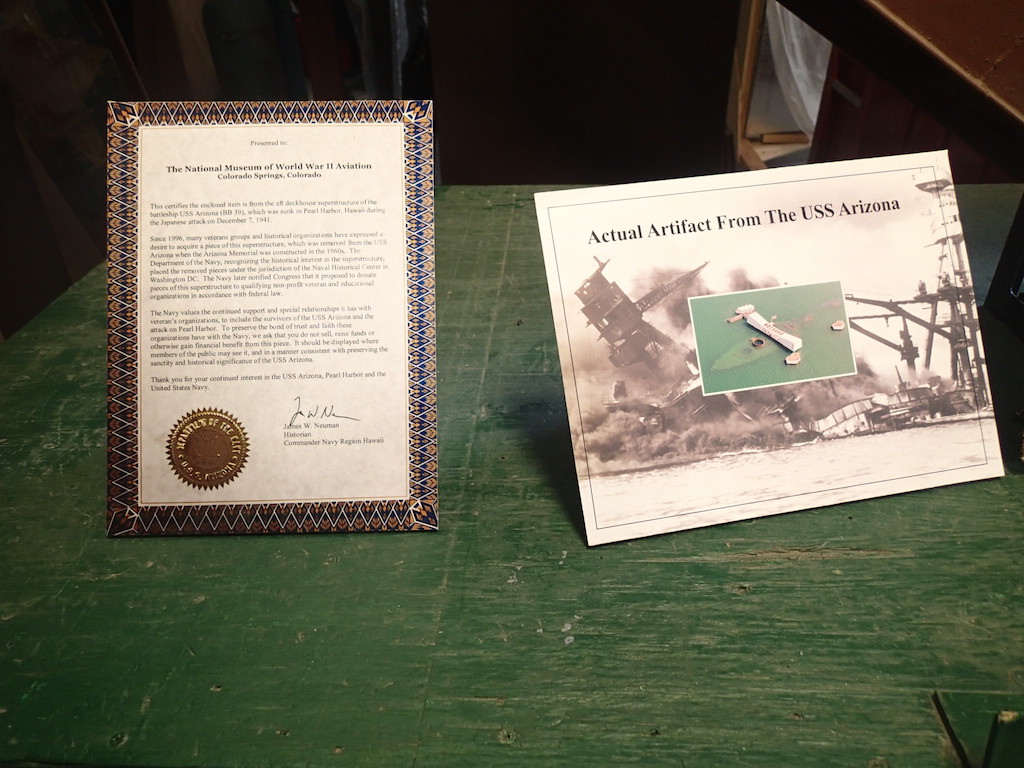 Presented to:
The National Museum of World War II Aviation
Colorado Springs, Colorado
This certifies the enclosed item is from the aft deckhouse superstructure of the
battleship USS Arizona (BB 39), which was sunk in Pearl Harbor, Hawaii during
the Japanese attack on December 7, 1941.
Since 1996, many veterans groups and historical organizations have expressed a
desire to acquire a piece of this superstructure, which was removed from the USS
Arizona when the Arizona Memorial was constructed in the 1960s. The
Department of the Navy, recognizing the historical interest in the superstructure,
placed the removed pieces under the jurisdiction of the Naval Historical Center in
Washington DC. The Navy later notified Congress that it proposed to donate
pieces of this superstructure to qualifying non-profit veteran and educational
organizations in accordance with federal law.
The Navy values the continued support and special relationships it has with
veteran's organizations, to include the survivors of the USS Arizona and the
attack on Pearl Harbor. To preserve the bond of trust and faith these
organizations have with the Navy, we ask that you do not sell, raise funds or
otherwise gain financial benefit from this piece. It should be displayed where
members of the public may see it, and in a manner consistent with preserving the
sanctity and historical significance of the USS Arizona.
Thank you for your continued interest in the USS Arizona, Pearl Harbor and the
United States Navy.
James W. Neuman
Historian
Commander Navy Region Hawaii
Actual Artifact From The USS Arizona